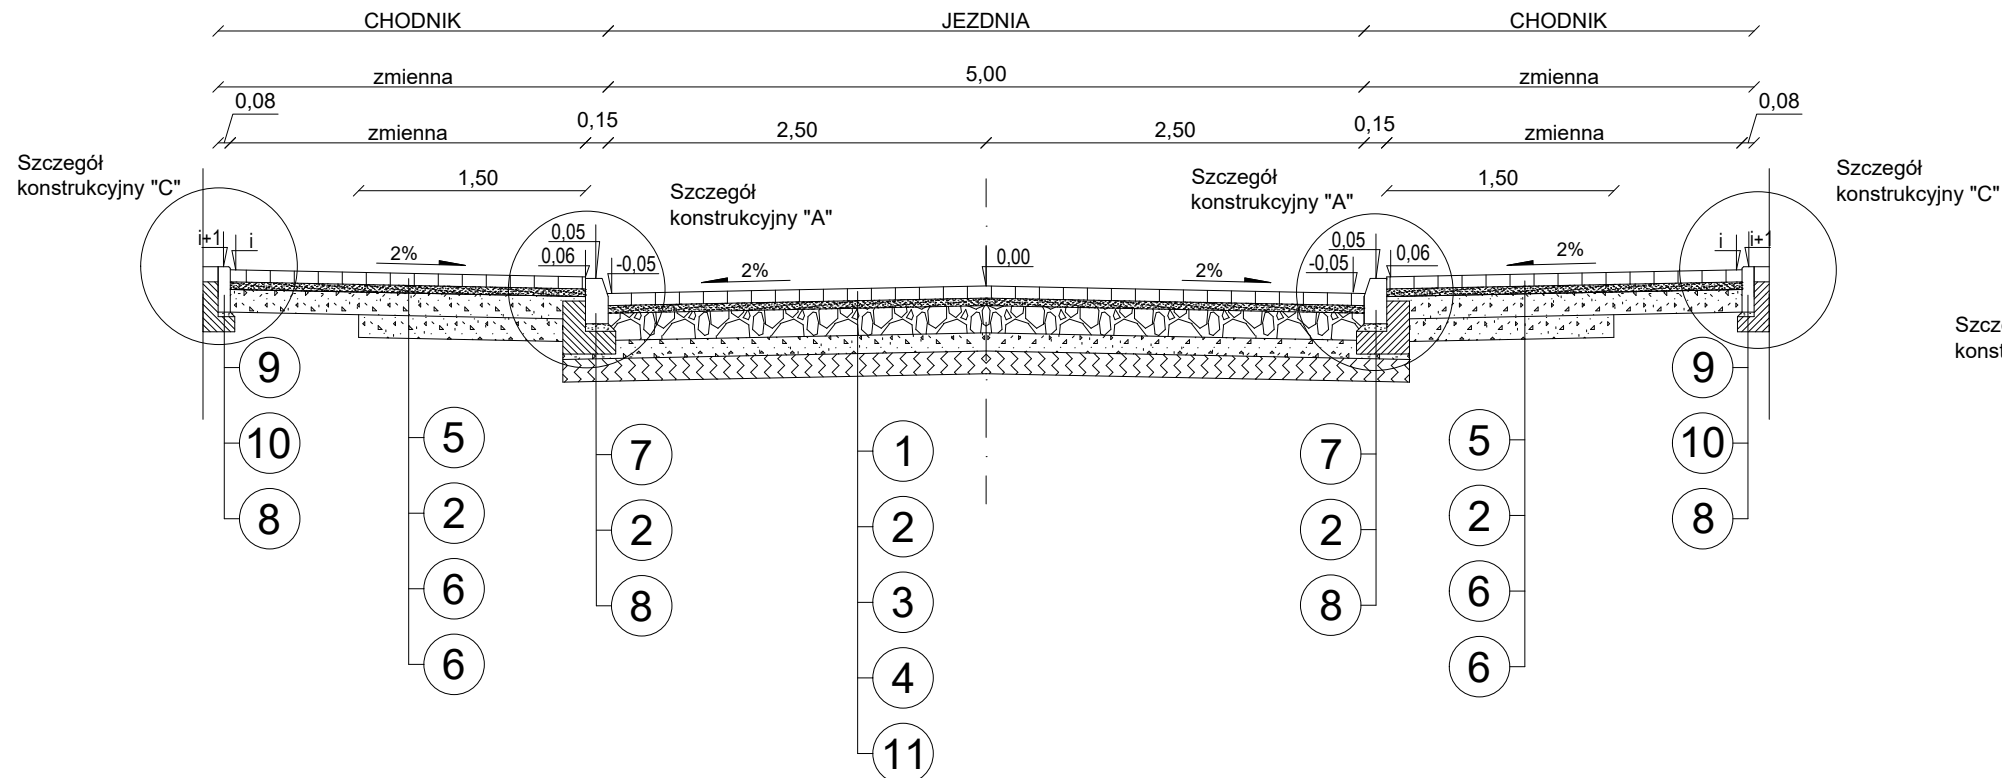 CHODNIK JEZDNIA CHODNIK
zmienna 5,00 zmienna
0,08 0,08
zmienna 0,15 2,50 2,50 0,15 zmienna
Szczegół
konstrukcyjny "C"
1,50
Szczegół
konstrukcyjny "A"
Szczegół
konstrukcyjny "A"
1,50
Szczegół
konstrukcyjny "C"
i+1 i 2% 0,05 0,06 -0,05 2% 0,00 2% 0,05 -0,05 0,06 2% i i+1
Szcz
konst
9 9
10 5 7 1 7 5 10
8 2 2 2 2 2 8
6 8 3 8 6
6 4 6
11